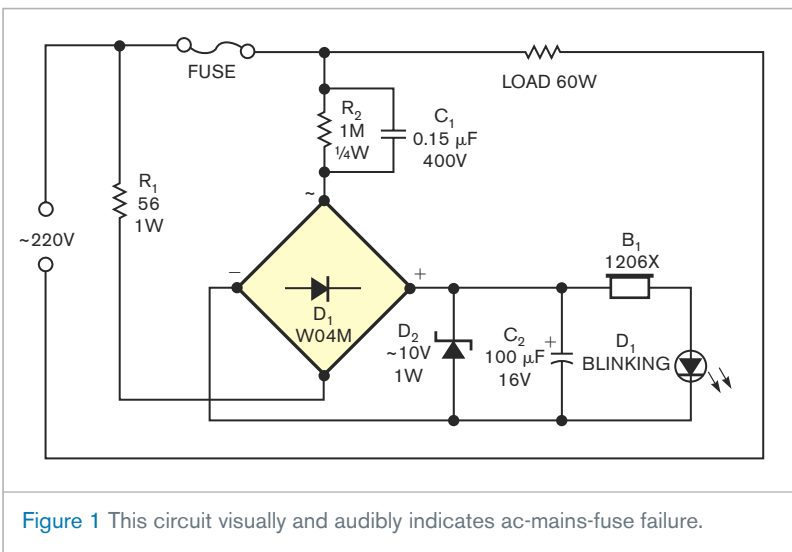 FUSE
LOAD 60W
R2
1M
¼W
C1
0.15 µF
400V
R1
56
1W
~220V
~
–
+
D1
W04M
B1
1206X
D2
~10V
1W
C2
100 µF
16V
+
D1
BLINKING
Figure 1 This circuit visually and audibly indicates ac-mains-fuse failure.